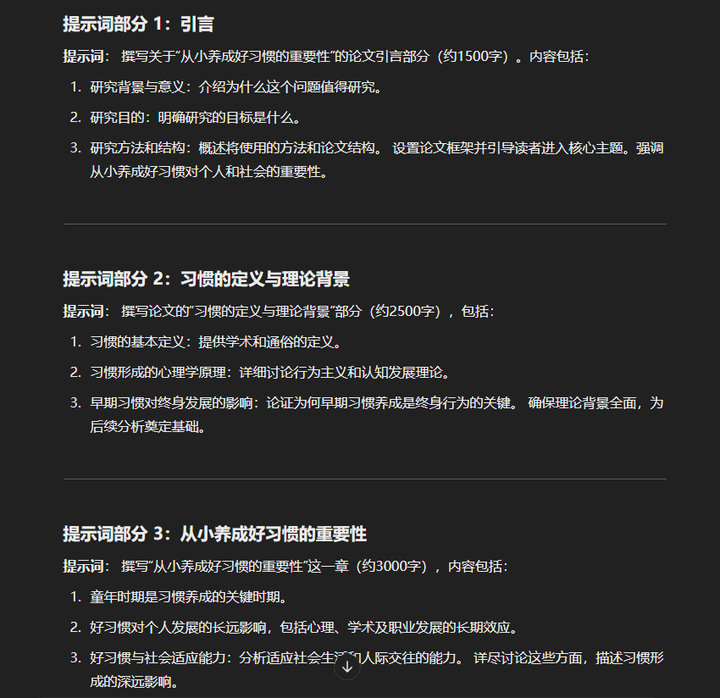 提示词部分 1：引言
提示词： 撰写关于“从小养成好习惯的重要性”的论文引言部分（约1500字）。内容包括：
1. 研究背景与意义：介绍为什么这个问题值得研究。
2. 研究目的：明确研究的目标是什么。
3. 研究方法和结构：概述将使用的方法和论文结构。 设置论文框架并引导读者进入核心主题。强调
从小养成好习惯对个人和社会的重要性。
提示词部分 2：习惯的定义与理论背景
提示词： 撰写论文的“习惯的定义与理论背景”部分（约2500字），包括：
1. 习惯的基本定义：提供学术和通俗的定义。
2. 习惯形成的心理学原理：详细讨论行为主义和认知发展理论。
3. 早期习惯对终身发展的影响：论证为何早期习惯养成是终身行为的关键。 确保理论背景全面，为
后续分析奠定基础。
提示词部分 3：从小养成好习惯的重要性
提示词： 撰写“从小养成好习惯的重要性”这一章（约3000字），内容包括：
1. 童年时期是习惯养成的关键时期。
2. 好习惯对个人发展的长远影响，包括心理、学术及职业发展的长期效应。
3. 好习惯与社会适应能力：分析适应社会生活和人际交往的能力。 详尽讨论这些方面，描述习惯形
成的深远影响。